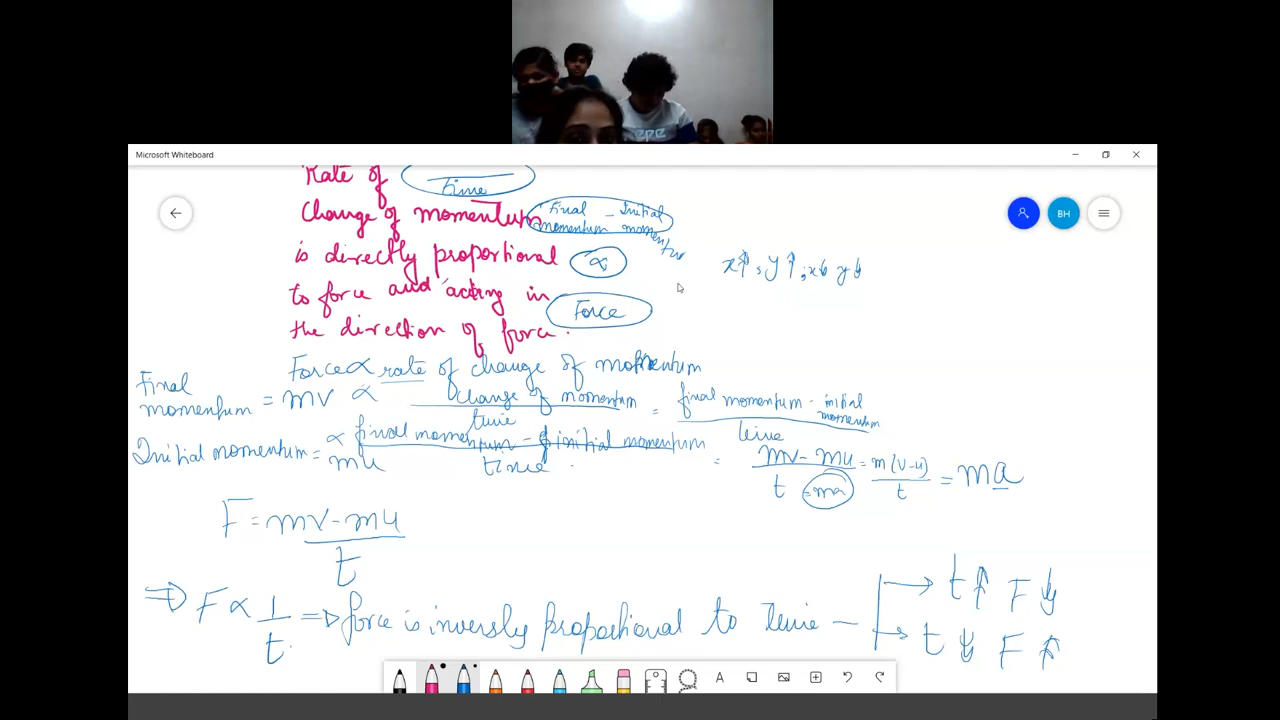 Microsoft Whiteboard
BH
Rate of
time
Change of momentum
Final - Initial
momentum momentum
is directly proportional ∝
x↑, y↑, x↓ y↓
to force and acting in
Force
the direction of force.
Force ∝ rate of change of momentum
Final momentum = mv ∝ change of momentum / time = final momentum - initial momentum / time
Initial momentum = mu ∝ final momentum - initial momentum / time = mv - mu / t = m(v-u) / t = ma
= ma
F = mv - mu / t
⇒ F ∝ 1/t ⇒ force is inversly proportional to time —
→ t↑ F↓
→ t↓ F↑
A